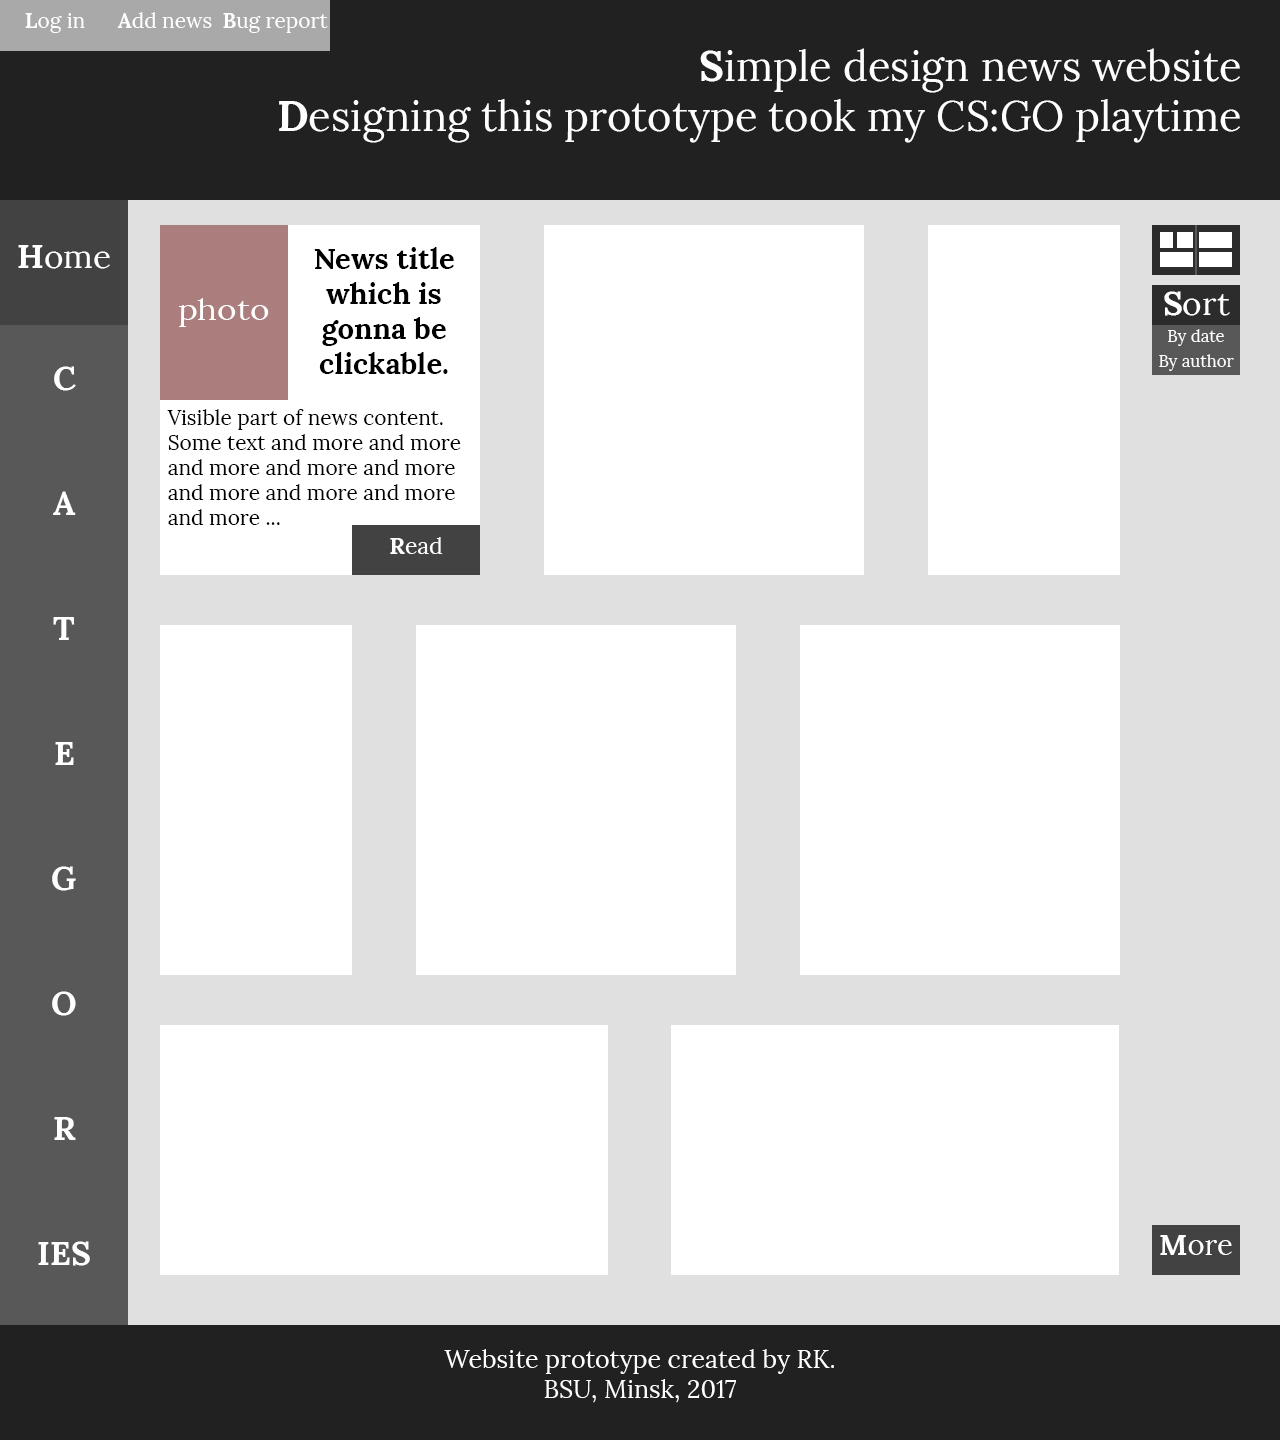 Log in Add news Bug report
Simple design news website
Designing this prototype took my CS:GO playtime
Home
C
A
T
E
G
O
R
IES
photo
News title
which is
gonna be
clickable.
Visible part of news content.
Some text and more and more
and more and more and more
and more and more and more
and more ...
Read
Sort
By date
By author
More
Website prototype created by RK.
BSU, Minsk, 2017